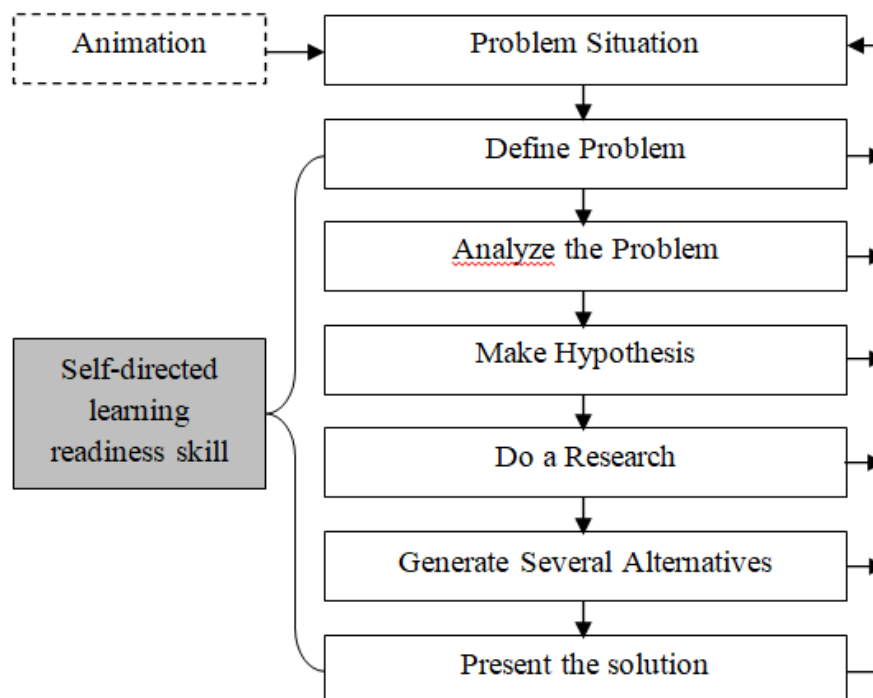 Animation
Problem Situation
Define Problem
Analyze the Problem
Make Hypothesis
Self-directed
learning
readiness skill
Do a Research
Generate Several Alternatives
Present the solution